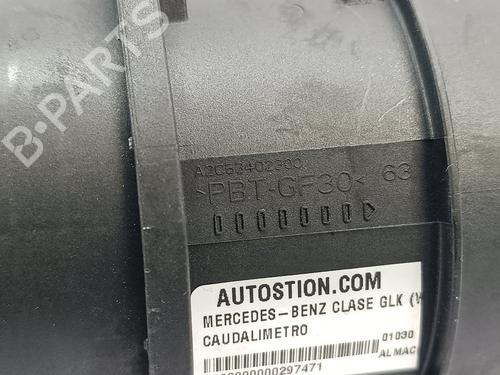 B-PARTS
A2C63402300
>PBT-GF30< 63
AUTOSTION.COM
MERCEDES-BENZ CLASE GLK (
CAUDALIMETRO
01030
ALMAC